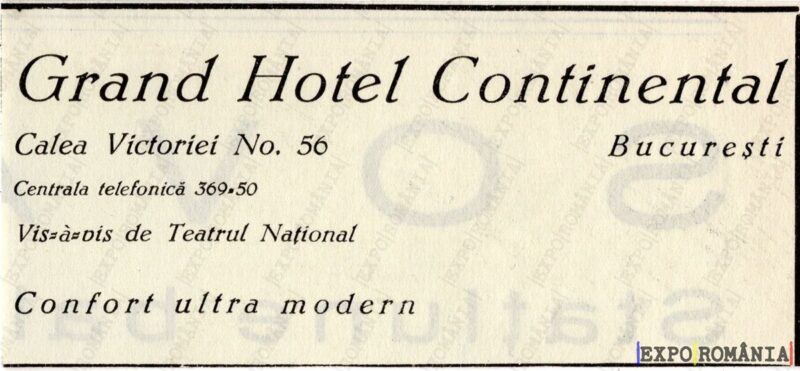 Grand Hotel Continental
Calea Victoriei No. 56 București
Centrala telefonică 369=50
Vis=à=vis de Teatrul Național
Confort ultra modern
EXPO ROMÂNIA